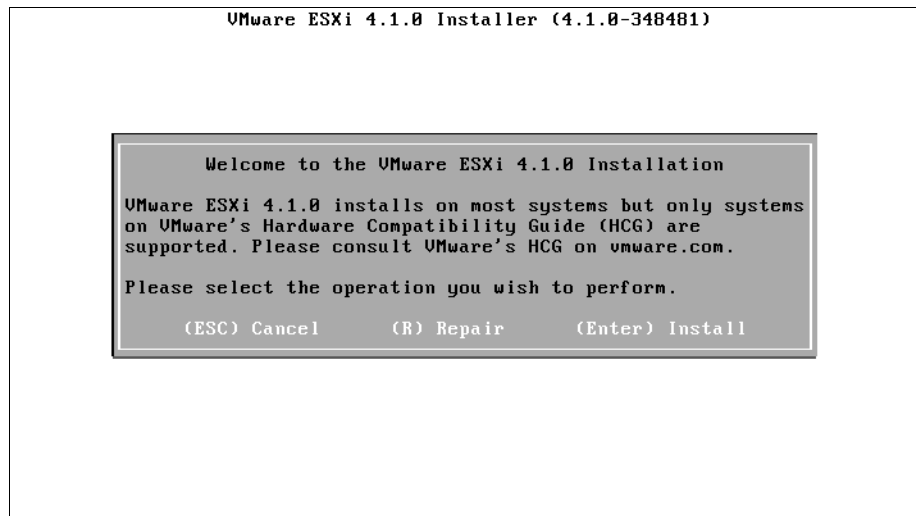 VMware ESXi 4.1.0 Installer (4.1.0-348481)
Welcome to the VMware ESXi 4.1.0 Installation
VMware ESXi 4.1.0 installs on most systems but only systems
on VMware's Hardware Compatibility Guide (HCG) are
supported. Please consult VMware's HCG on vmware.com.
Please select the operation you wish to perform.
(ESC) Cancel (R) Repair (Enter) Install